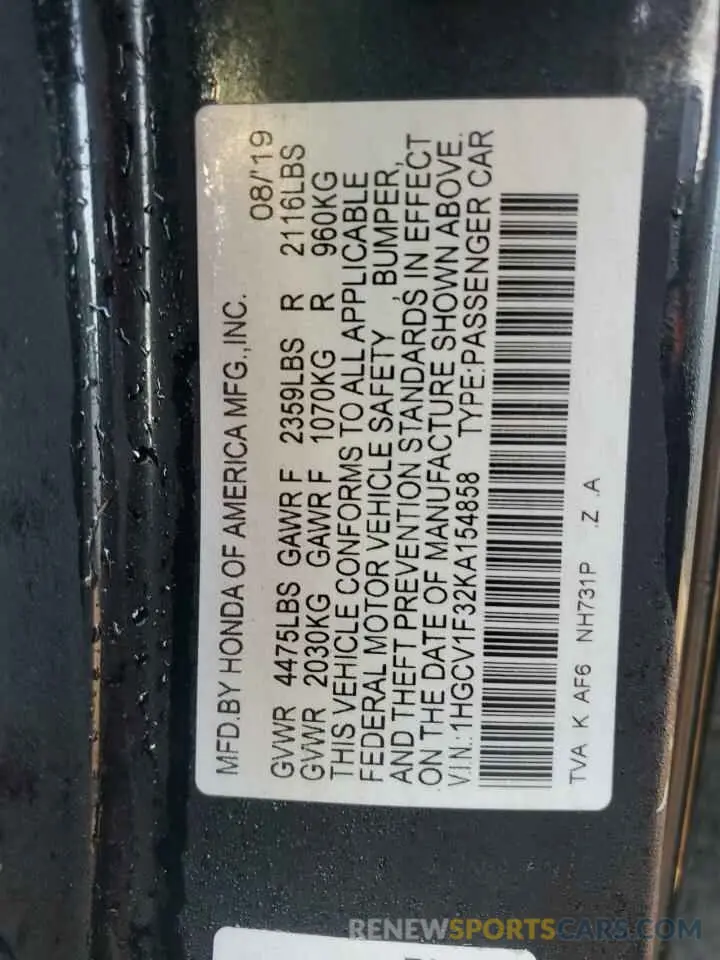 MFD.BY HONDA OF AMERICA MFG.,INC. 08/'19
GVWR 4475LBS GAWR F 2359LBS R 2116LBS
GVWR 2030KG GAWR F 1070KG R 960KG
THIS VEHICLE CONFORMS TO ALL APPLICABLE
FEDERAL MOTOR VEHICLE SAFETY , BUMPER,
AND THEFT PREVENTION STANDARDS, IN EFFECT
ON THE DATE OF MANUFACTURE SHOWN ABOVE.
V.I.N.:1HGCV1F32KA154858 TYPE:PASSENGER CAR
TVA K AF6 NH731P .Z .A
RENEWSPORTSCARS.COM